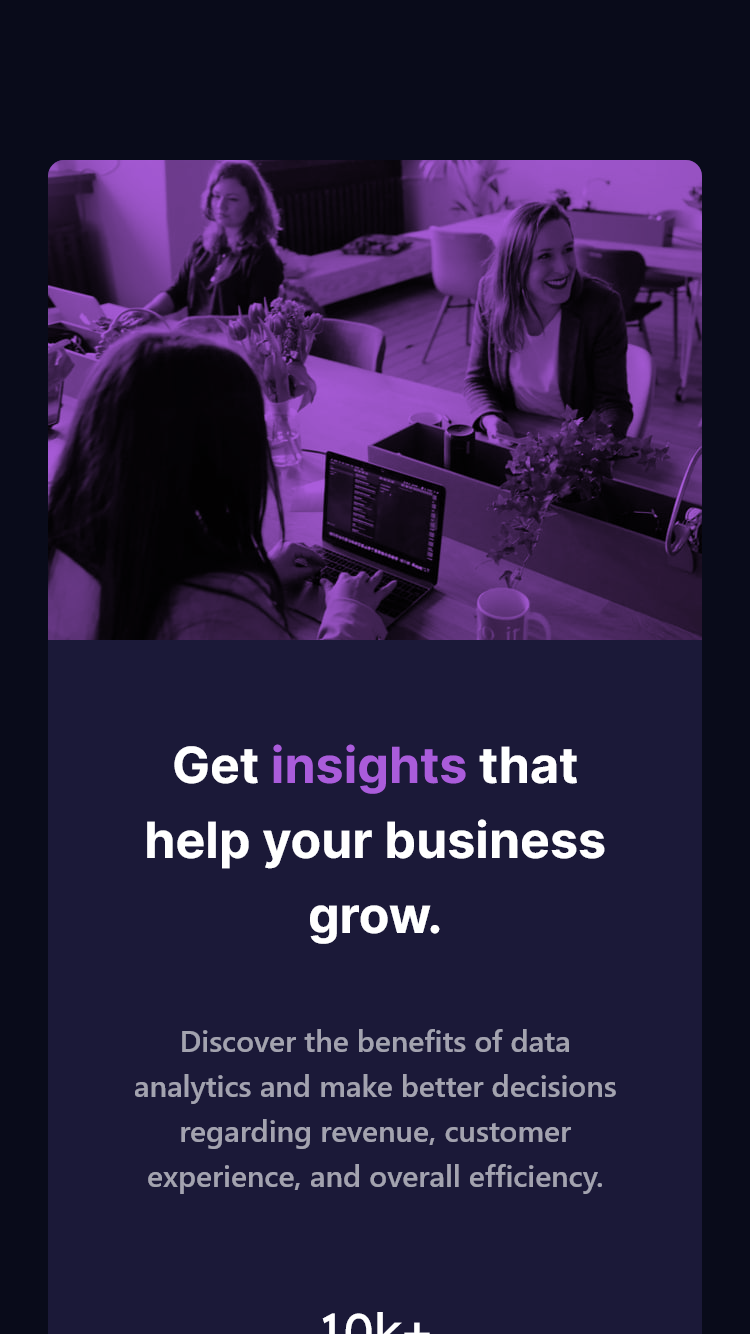 Get insights that
help your business
grow.
Discover the benefits of data
analytics and make better decisions
regarding revenue, customer
experience, and overall efficiency.
10k+